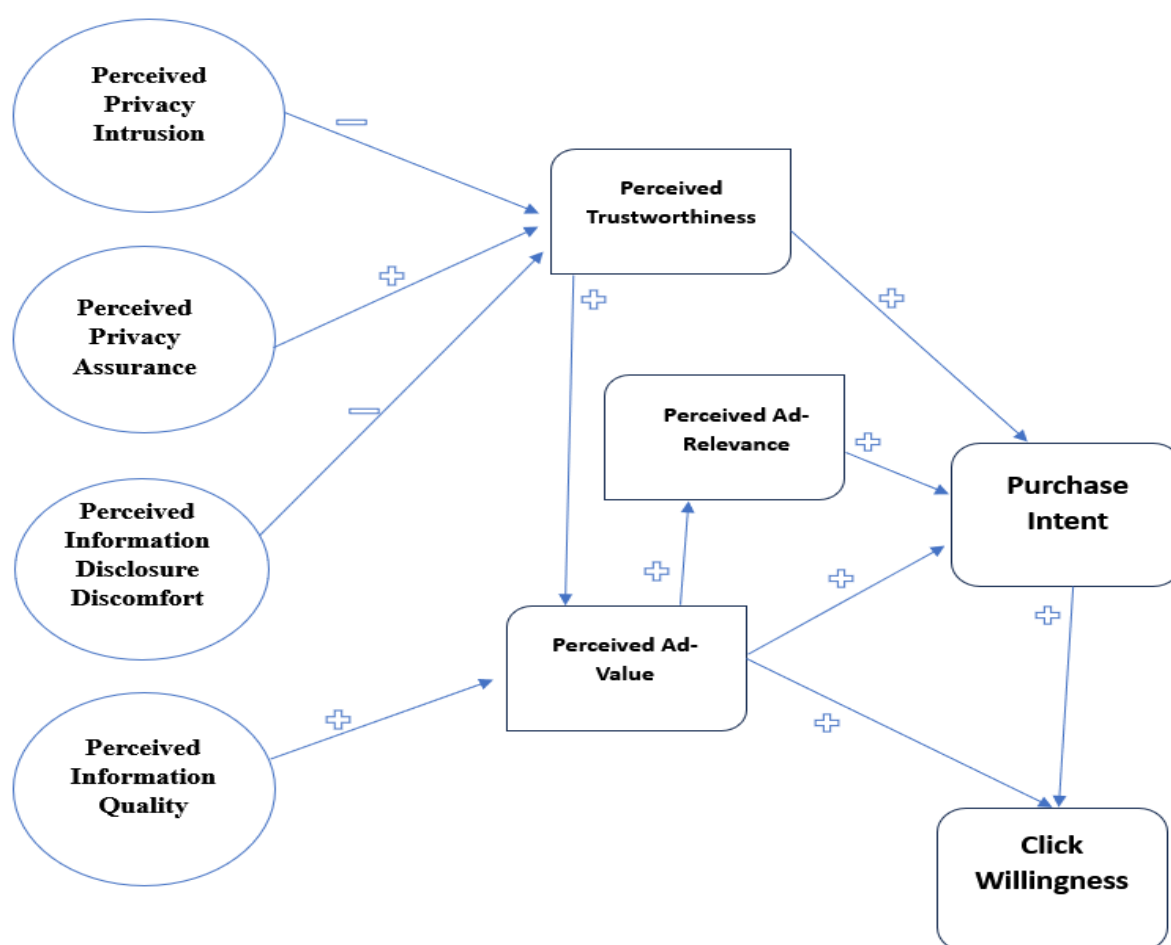 Perceived
Privacy
Intrusion
Perceived
Trustworthiness
Perceived
Privacy
Assurance
Perceived Ad-
Relevance
Purchase
Intent
Perceived
Information
Disclosure
Discomfort
Perceived Ad-
Value
Perceived
Information
Quality
Click
Willingness